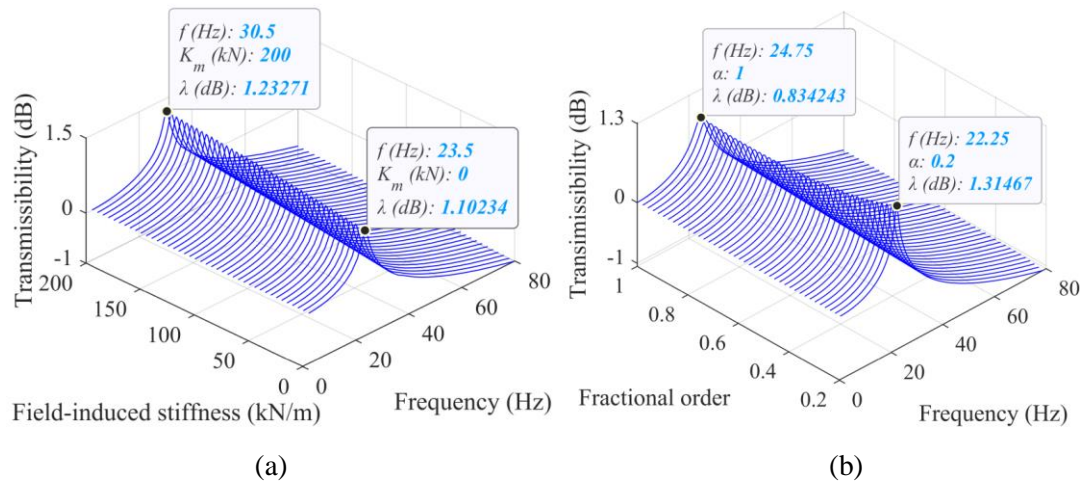 f (Hz): 30.5
K_m (kN): 200
λ (dB): 1.23271
f (Hz): 23.5
K_m (kN): 0
λ (dB): 1.10234
Transmissibility (dB)
1.5
0
-1
200
150
100
50
0
0
20
40
60
80
Field-induced stiffness (kN/m)
Frequency (Hz)
(a)
f (Hz): 24.75
α: 1
λ (dB): 0.834243
f (Hz): 22.25
α: 0.2
λ (dB): 1.31467
Transimissibility (dB)
1.3
0
-1
1
0.8
0.6
0.4
0.2
0
20
40
60
80
Fractional order
Frequency (Hz)
(b)